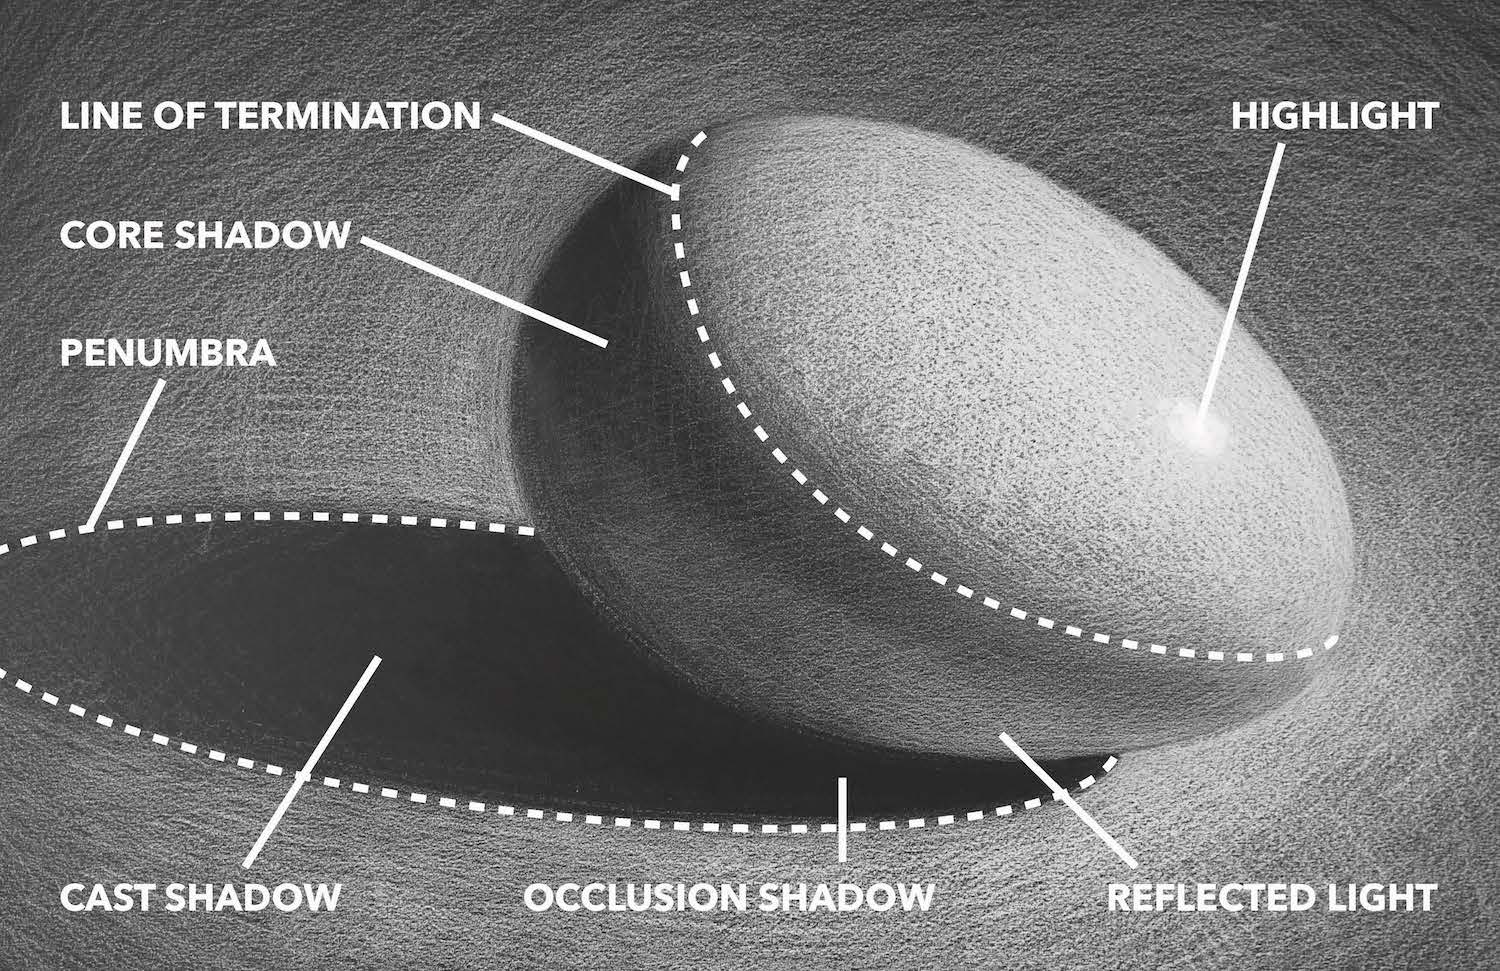 LINE OF TERMINATION
HIGHLIGHT
CORE SHADOW
PENUMBRA
CAST SHADOW
OCCLUSION SHADOW
REFLECTED LIGHT